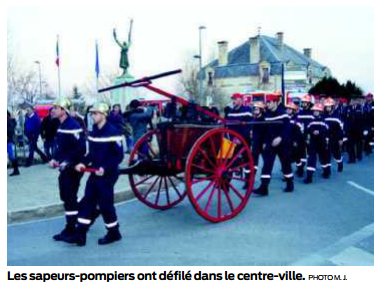 Les sapeurs-pompiers ont défilé dans le centre-ville. PHOTO M. J.